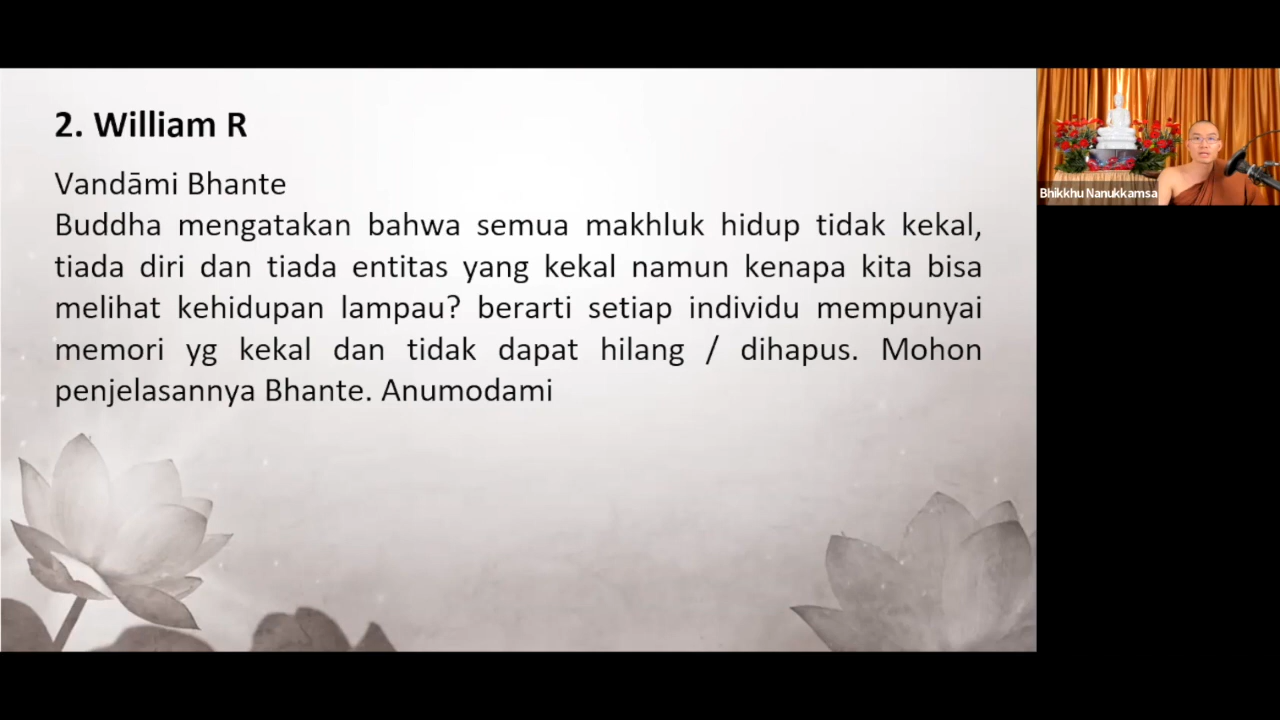 2. William R
Vandāmi Bhante
Buddha mengatakan bahwa semua makhluk hidup tidak kekal,
tiada diri dan tiada entitas yang kekal namun kenapa kita bisa
melihat kehidupan lampau? berarti setiap individu mempunyai
memori yg kekal dan tidak dapat hilang / dihapus. Mohon
penjelasannya Bhante. Anumodami
Bhikkhu Nanukkamsa